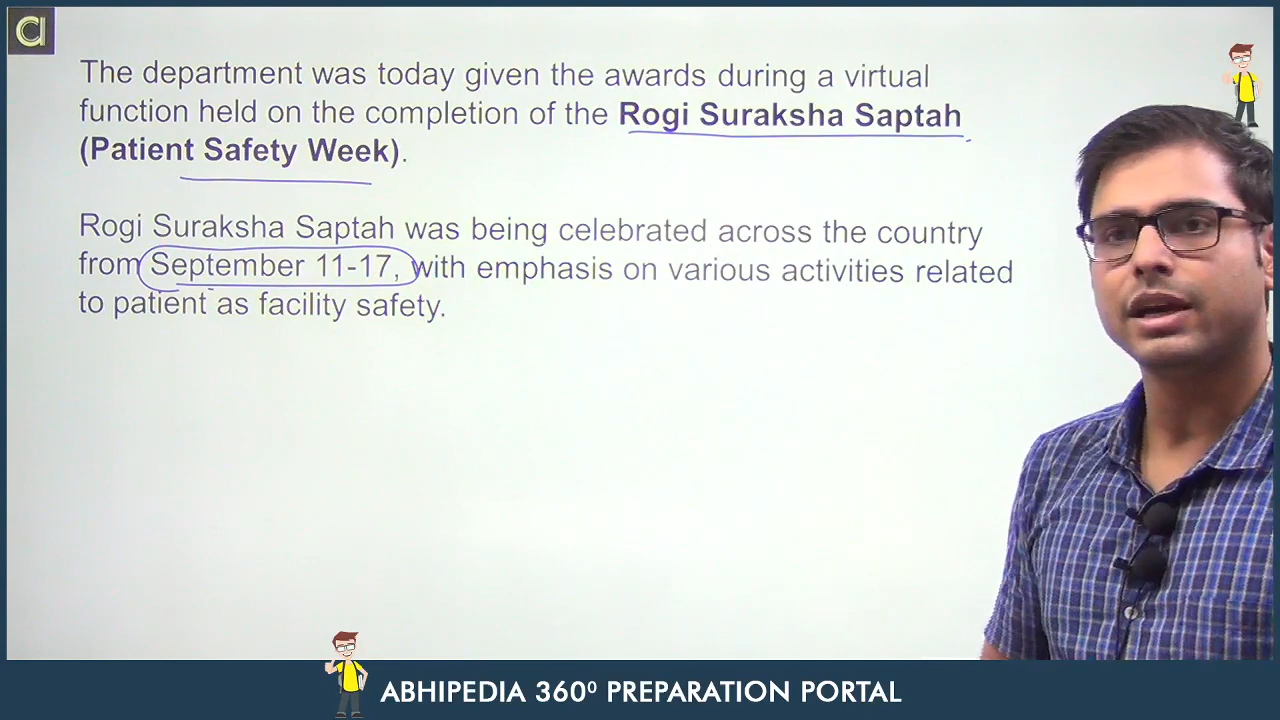 The department was today given the awards during a virtual
function held on the completion of the Rogi Suraksha Saptah
(Patient Safety Week).
Rogi Suraksha Saptah was being celebrated across the country
from September 11-17, with emphasis on various activities related
to patient as facility safety.
ABHIPEDIA 360⁰ PREPARATION PORTAL